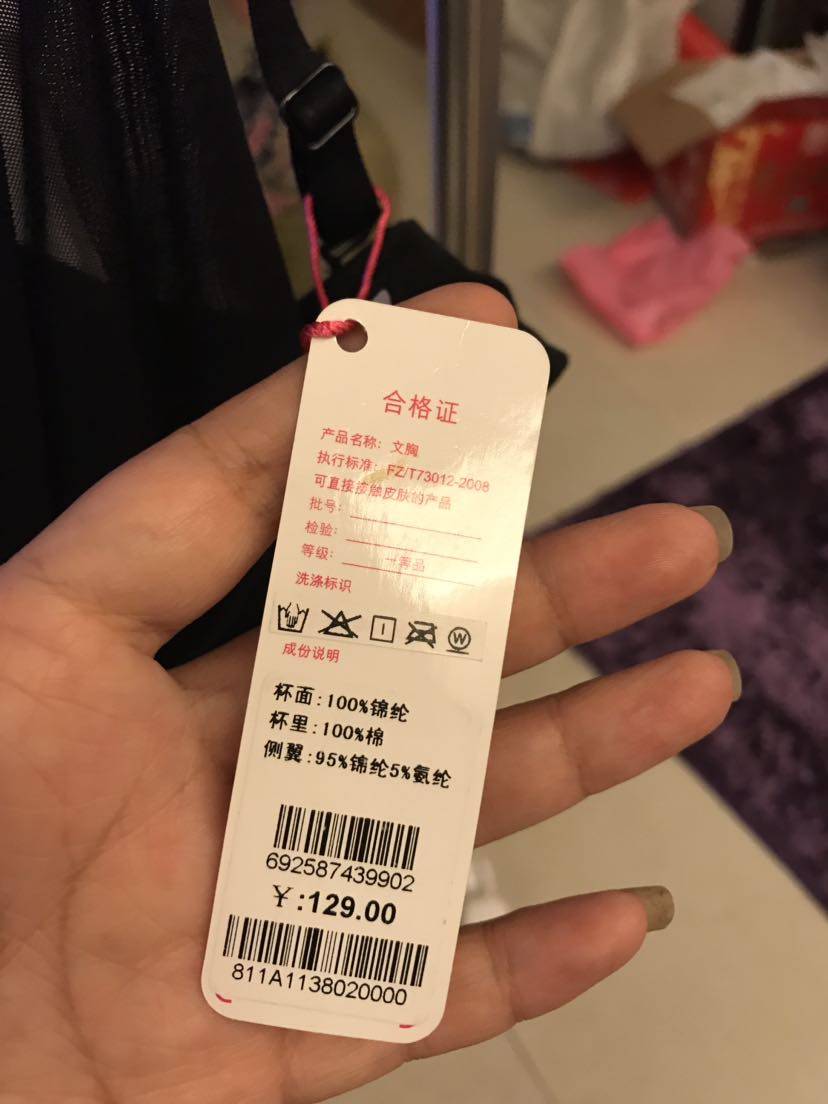 合格证
产品名称：文胸
执行标准：FZ/T73012-2008
可直接接触皮肤的产品
批号：
检验：
等级：一等品
洗涤标识
W
成份说明
杯面:100%锦纶
杯里:100%棉
侧翼:95%锦纶5%氨纶
692587439902
¥:129.00
811A1138020000